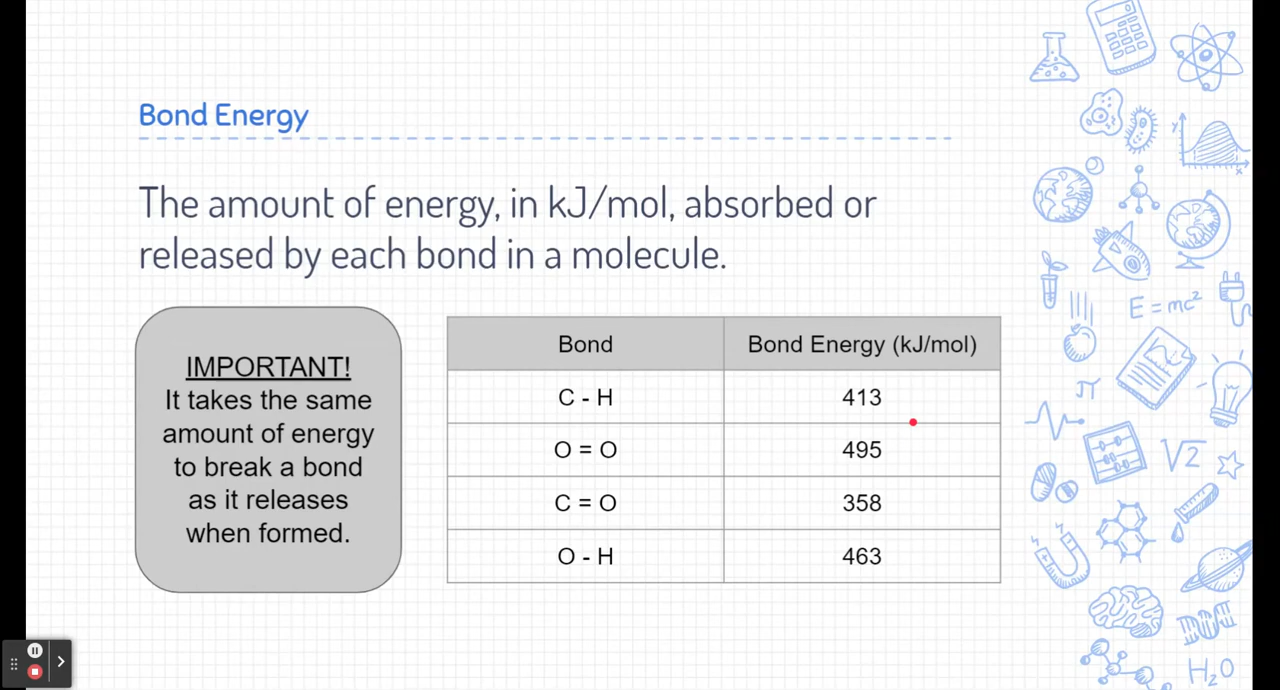 Bond Energy
The amount of energy, in kJ/mol, absorbed or
released by each bond in a molecule.
IMPORTANT!
It takes the same
amount of energy
to break a bond
as it releases
when formed.
Bond Bond Energy (kJ/mol)
C - H 413
O = O 495
C = O 358
O - H 463
y
x
E = mc²
π
√2
H₂O